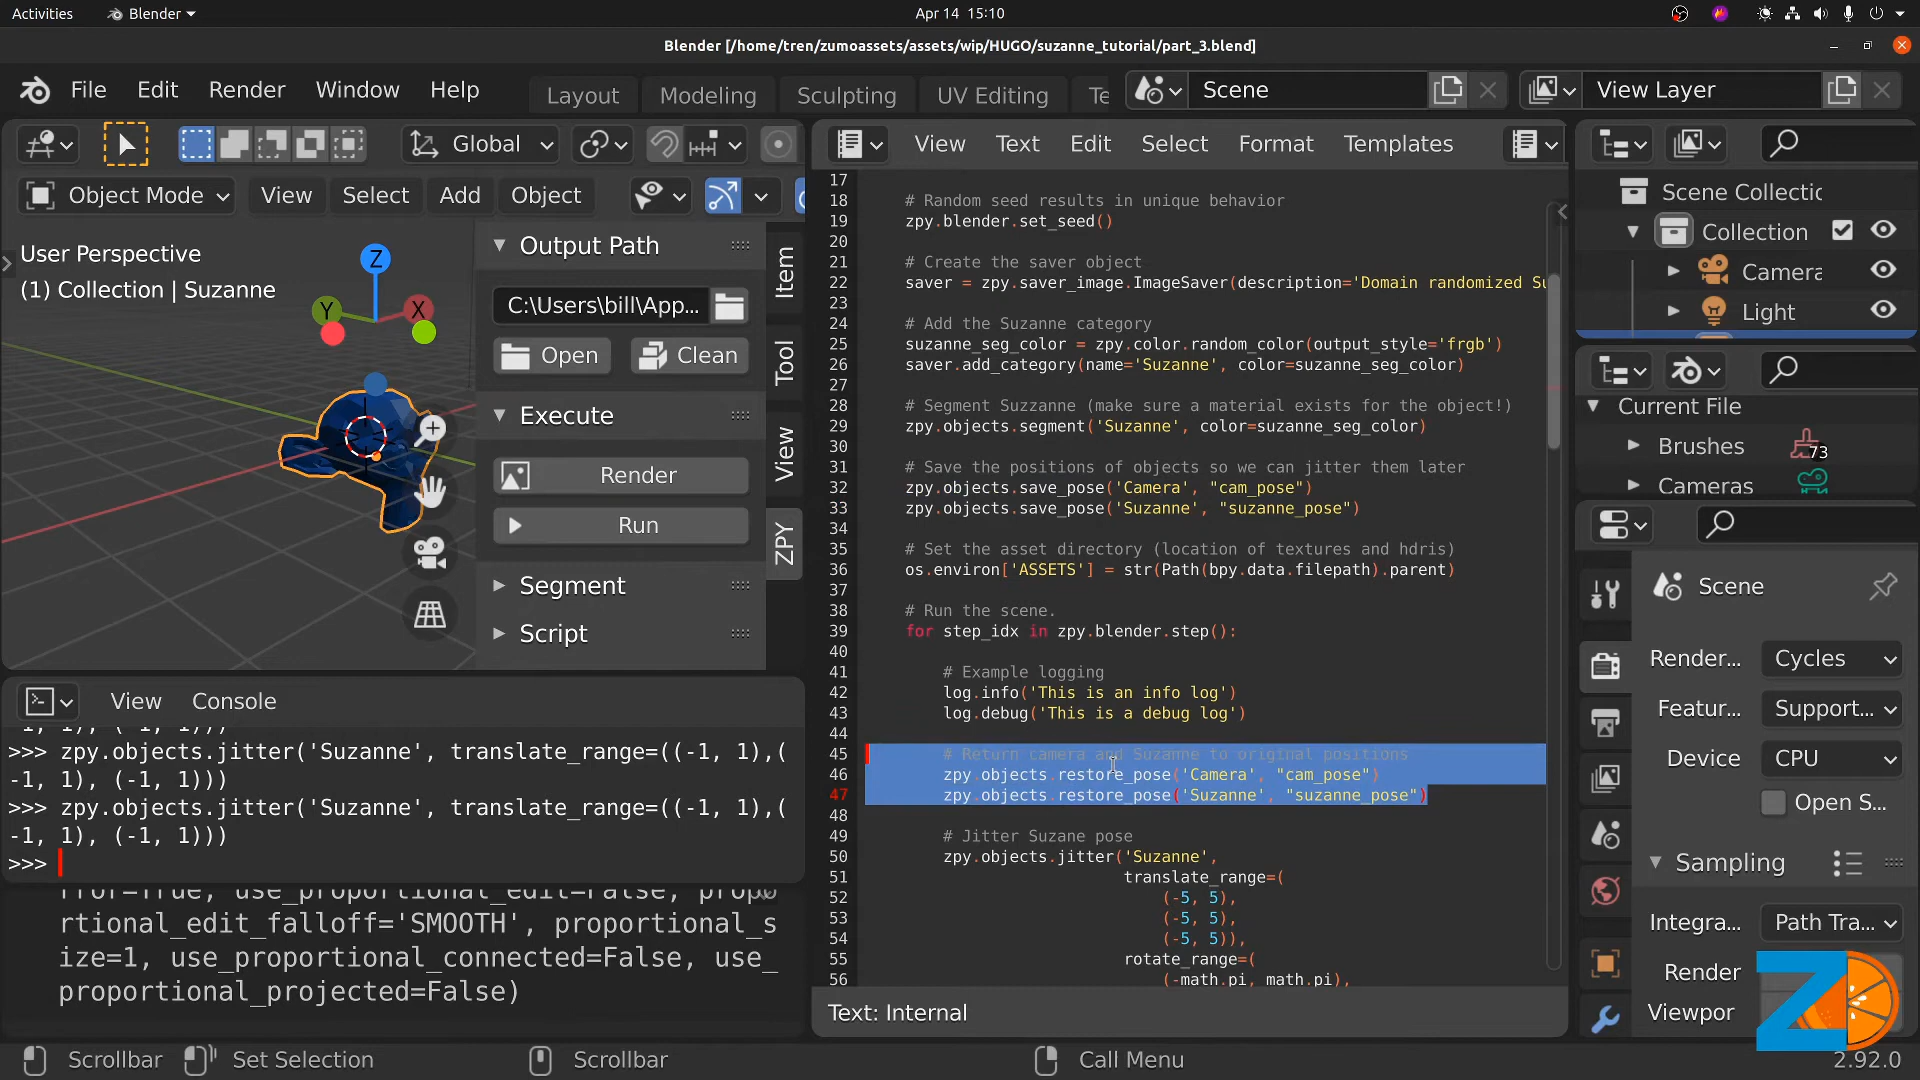 Activities
Blender
Apr 14 15:10
Blender [/home/tren/zumoassets/assets/wip/HUGO/suzanne_tutorial/part_3.blend]
File Edit Render Window Help
Layout Modeling Sculpting UV Editing Te
Scene
View Layer
Global
Object Mode View Select Add Object
User Perspective
(1) Collection | Suzanne
Z
Y
X
Output Path
C:\Users\bill\App...
Open
Clean
Execute
Render
Run
Segment
Script
Item
Tool
View
ZPY
View Console
1, 1), (-1, 1)))
>>> zpy.objects.jitter('Suzanne', translate_range=((-1, 1),(
-1, 1), (-1, 1)))
>>> zpy.objects.jitter('Suzanne', translate_range=((-1, 1),(
-1, 1), (-1, 1)))
>>>
rror=True, use_proportional_edit=False, propo
rtional_edit_falloff='SMOOTH', proportional_s
ize=1, use_proportional_connected=False, use_
proportional_projected=False)
View Text Edit Select Format Templates
17
18 # Random seed results in unique behavior
19 zpy.blender.set_seed()
20
21 # Create the saver object
22 saver = zpy.saver_image.ImageSaver(description='Domain randomized Su
23
24 # Add the Suzanne category
25 suzanne_seg_color = zpy.color.random_color(output_style='frgb')
26 saver.add_category(name='Suzanne', color=suzanne_seg_color)
27
28 # Segment Suzzanne (make sure a material exists for the object!)
29 zpy.objects.segment('Suzanne', color=suzanne_seg_color)
30
31 # Save the positions of objects so we can jitter them later
32 zpy.objects.save_pose('Camera', "cam_pose")
33 zpy.objects.save_pose('Suzanne', "suzanne_pose")
34
35 # Set the asset directory (location of textures and hdris)
36 os.environ['ASSETS'] = str(Path(bpy.data.filepath).parent)
37
38 # Run the scene.
39 for step_idx in zpy.blender.step():
40
41 # Example logging
42 log.info('This is an info log')
43 log.debug('This is a debug log')
44
45 # Return camera and Suzanne to original positions
46 zpy.objects.restore_pose('Camera', "cam_pose")
47 zpy.objects.restore_pose('Suzanne', "suzanne_pose")
48
49 # Jitter Suzane pose
50 zpy.objects.jitter('Suzanne',
51 translate_range=(
52 (-5, 5),
53 (-5, 5),
54 (-5, 5)),
55 rotate_range=(
56 (-math.pi, math.pi),
Text: Internal
Scene Collectic
Collection
Camera
Light
Current File
Brushes 73
Cameras
Scene
Render... Cycles
Featur... Support...
Device CPU
Open S...
Sampling
Integra... Path Tra...
Render
Viewpor
Z
Scrollbar Set Selection Scrollbar Call Menu 2.92.0